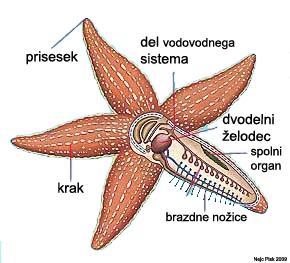 prisesek
del vodovodnega
sistema
dvodelni
želodec
spolni
organ
krak
brazdne nožice
Nejc Plak 2009